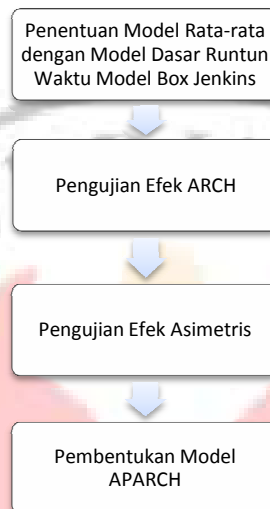 Penentuan Model Rata-rata
dengan Model Dasar Runtun
Waktu Model Box Jenkins
Pengujian Efek ARCH
Pengujian Efek Asimetris
Pembentukan Model
APARCH